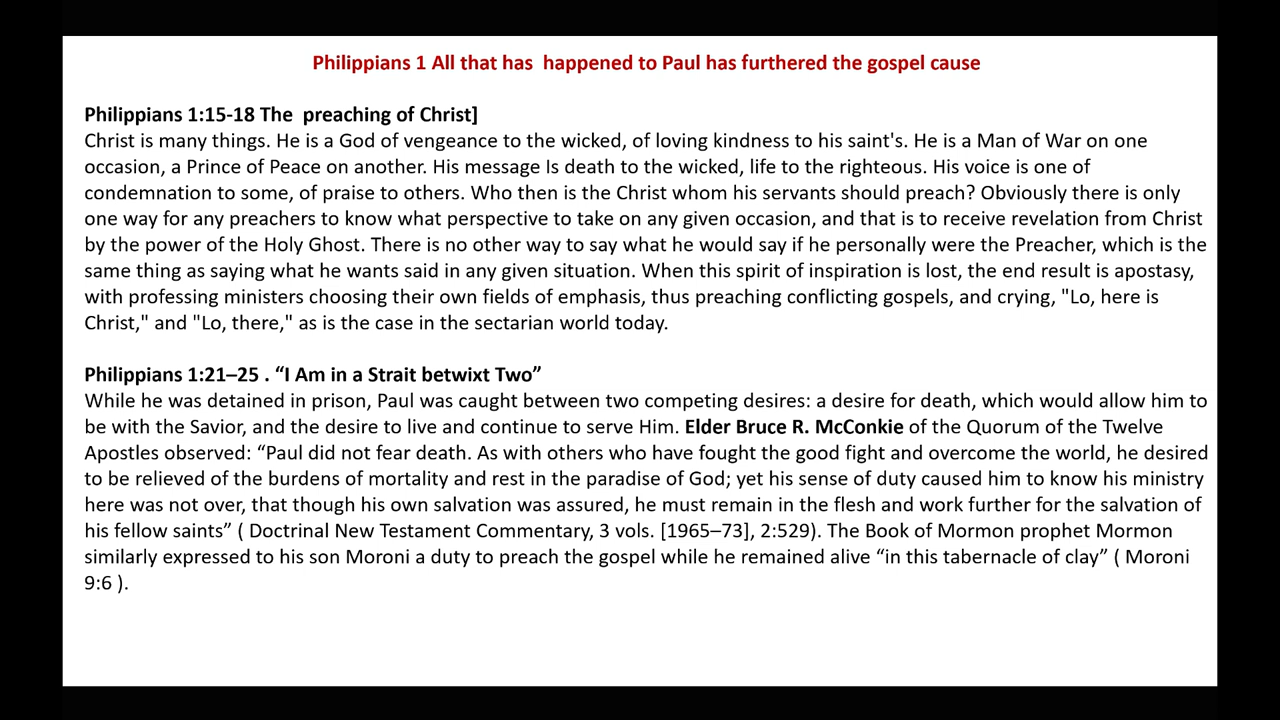 Philippians 1 All that has  happened to Paul has furthered the gospel cause
Philippians 1:15-18 The  preaching of Christ]
Christ is many things. He is a God of vengeance to the wicked, of loving kindness to his saint's. He is a Man of War on one
occasion, a Prince of Peace on another. His message Is death to the wicked, life to the righteous. His voice is one of
condemnation to some, of praise to others. Who then is the Christ whom his servants should preach? Obviously there is only
one way for any preachers to know what perspective to take on any given occasion, and that is to receive revelation from Christ
by the power of the Holy Ghost. There is no other way to say what he would say if he personally were the Preacher, which is the
same thing as saying what he wants said in any given situation. When this spirit of inspiration is lost, the end result is apostasy,
with professing ministers choosing their own fields of emphasis, thus preaching conflicting gospels, and crying, "Lo, here is
Christ," and "Lo, there," as is the case in the sectarian world today.
Philippians 1:21–25 . “I Am in a Strait betwixt Two”
While he was detained in prison, Paul was caught between two competing desires: a desire for death, which would allow him to
be with the Savior, and the desire to live and continue to serve Him. Elder Bruce R. McConkie of the Quorum of the Twelve
Apostles observed: “Paul did not fear death. As with others who have fought the good fight and overcome the world, he desired
to be relieved of the burdens of mortality and rest in the paradise of God; yet his sense of duty caused him to know his ministry
here was not over, that though his own salvation was assured, he must remain in the flesh and work further for the salvation of
his fellow saints” ( Doctrinal New Testament Commentary, 3 vols. [1965–73], 2:529). The Book of Mormon prophet Mormon
similarly expressed to his son Moroni a duty to preach the gospel while he remained alive “in this tabernacle of clay” ( Moroni
9:6 ).